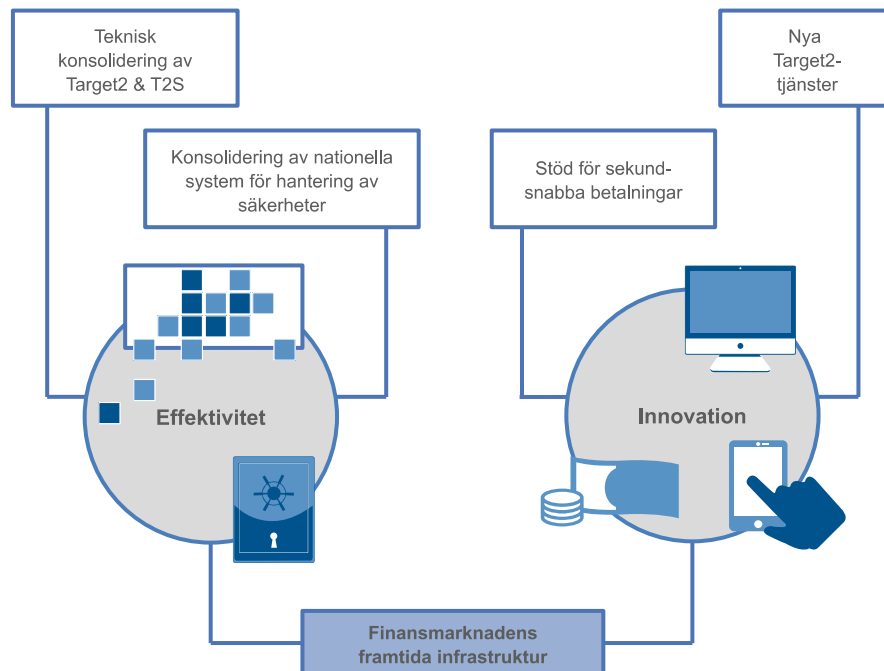 Teknisk
konsolidering av
Target2 & T2S
Nya
Target2-
tjänster
Konsolidering av nationella
system för hantering av
säkerheter
Stöd för sekund-
snabba betalningar
Effektivitet
Innovation
Finansmarknadens
framtida infrastruktur